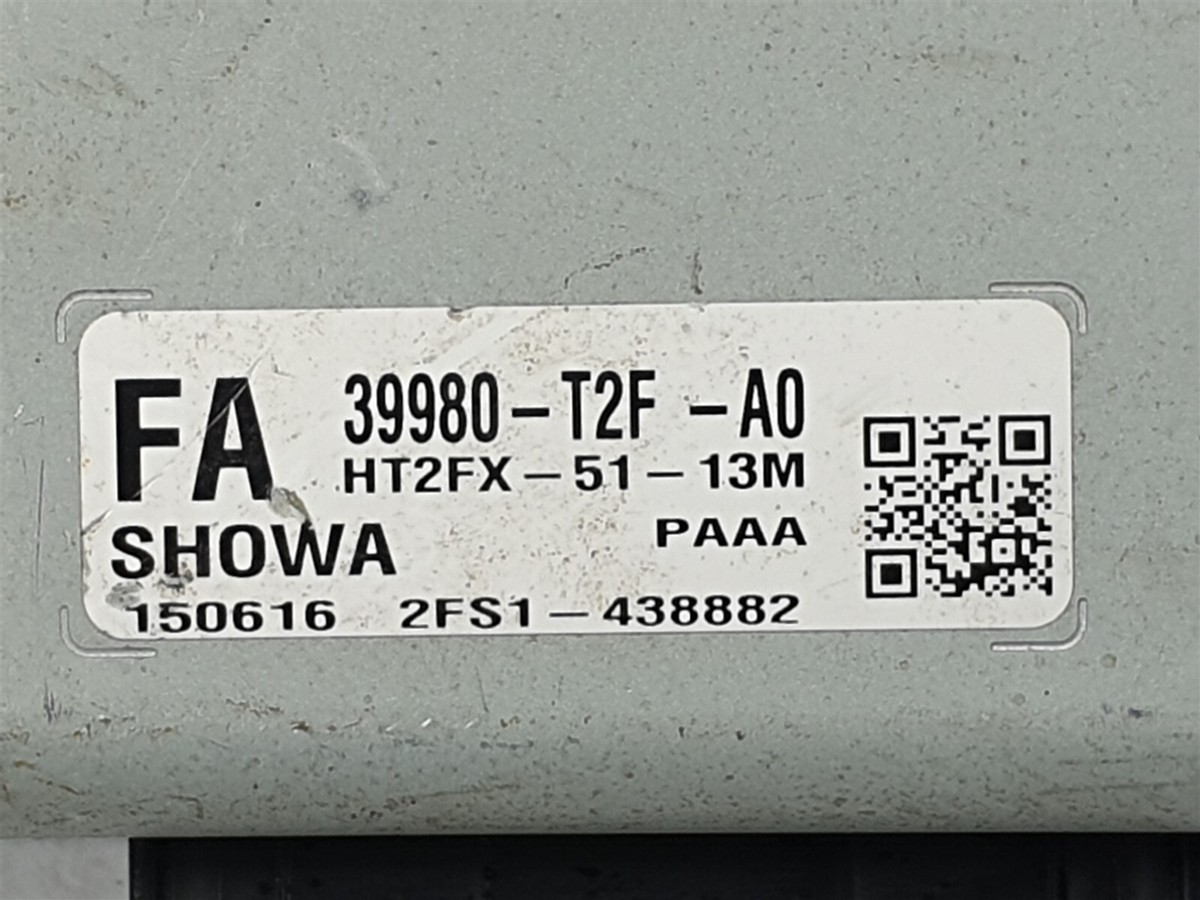 FA 39980-T2F -A0
HT2FX-51-13M
SHOWA PAAA
150616 2FS1-438882